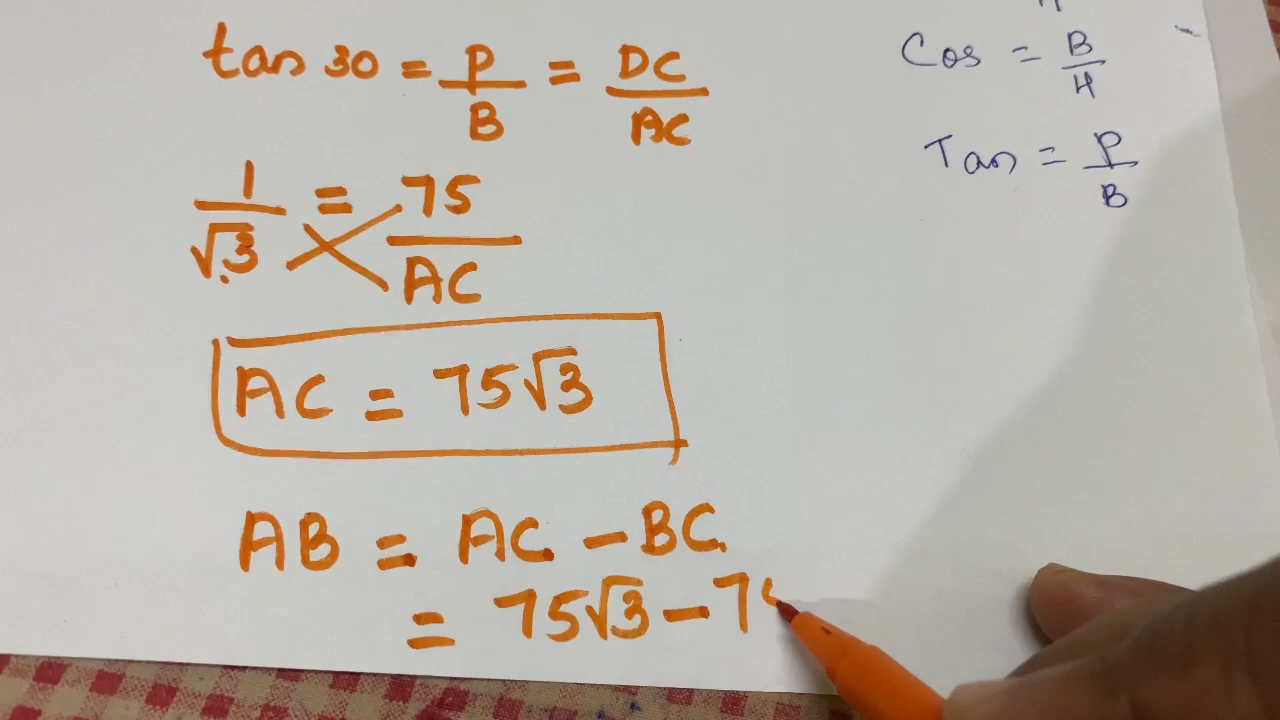 tan 30 = P/B = DC/AC
1/√3 = 75/AC
AC = 75√3
AB = AC - BC
= 75√3 - 7
Cos = B/H
Tan = P/B